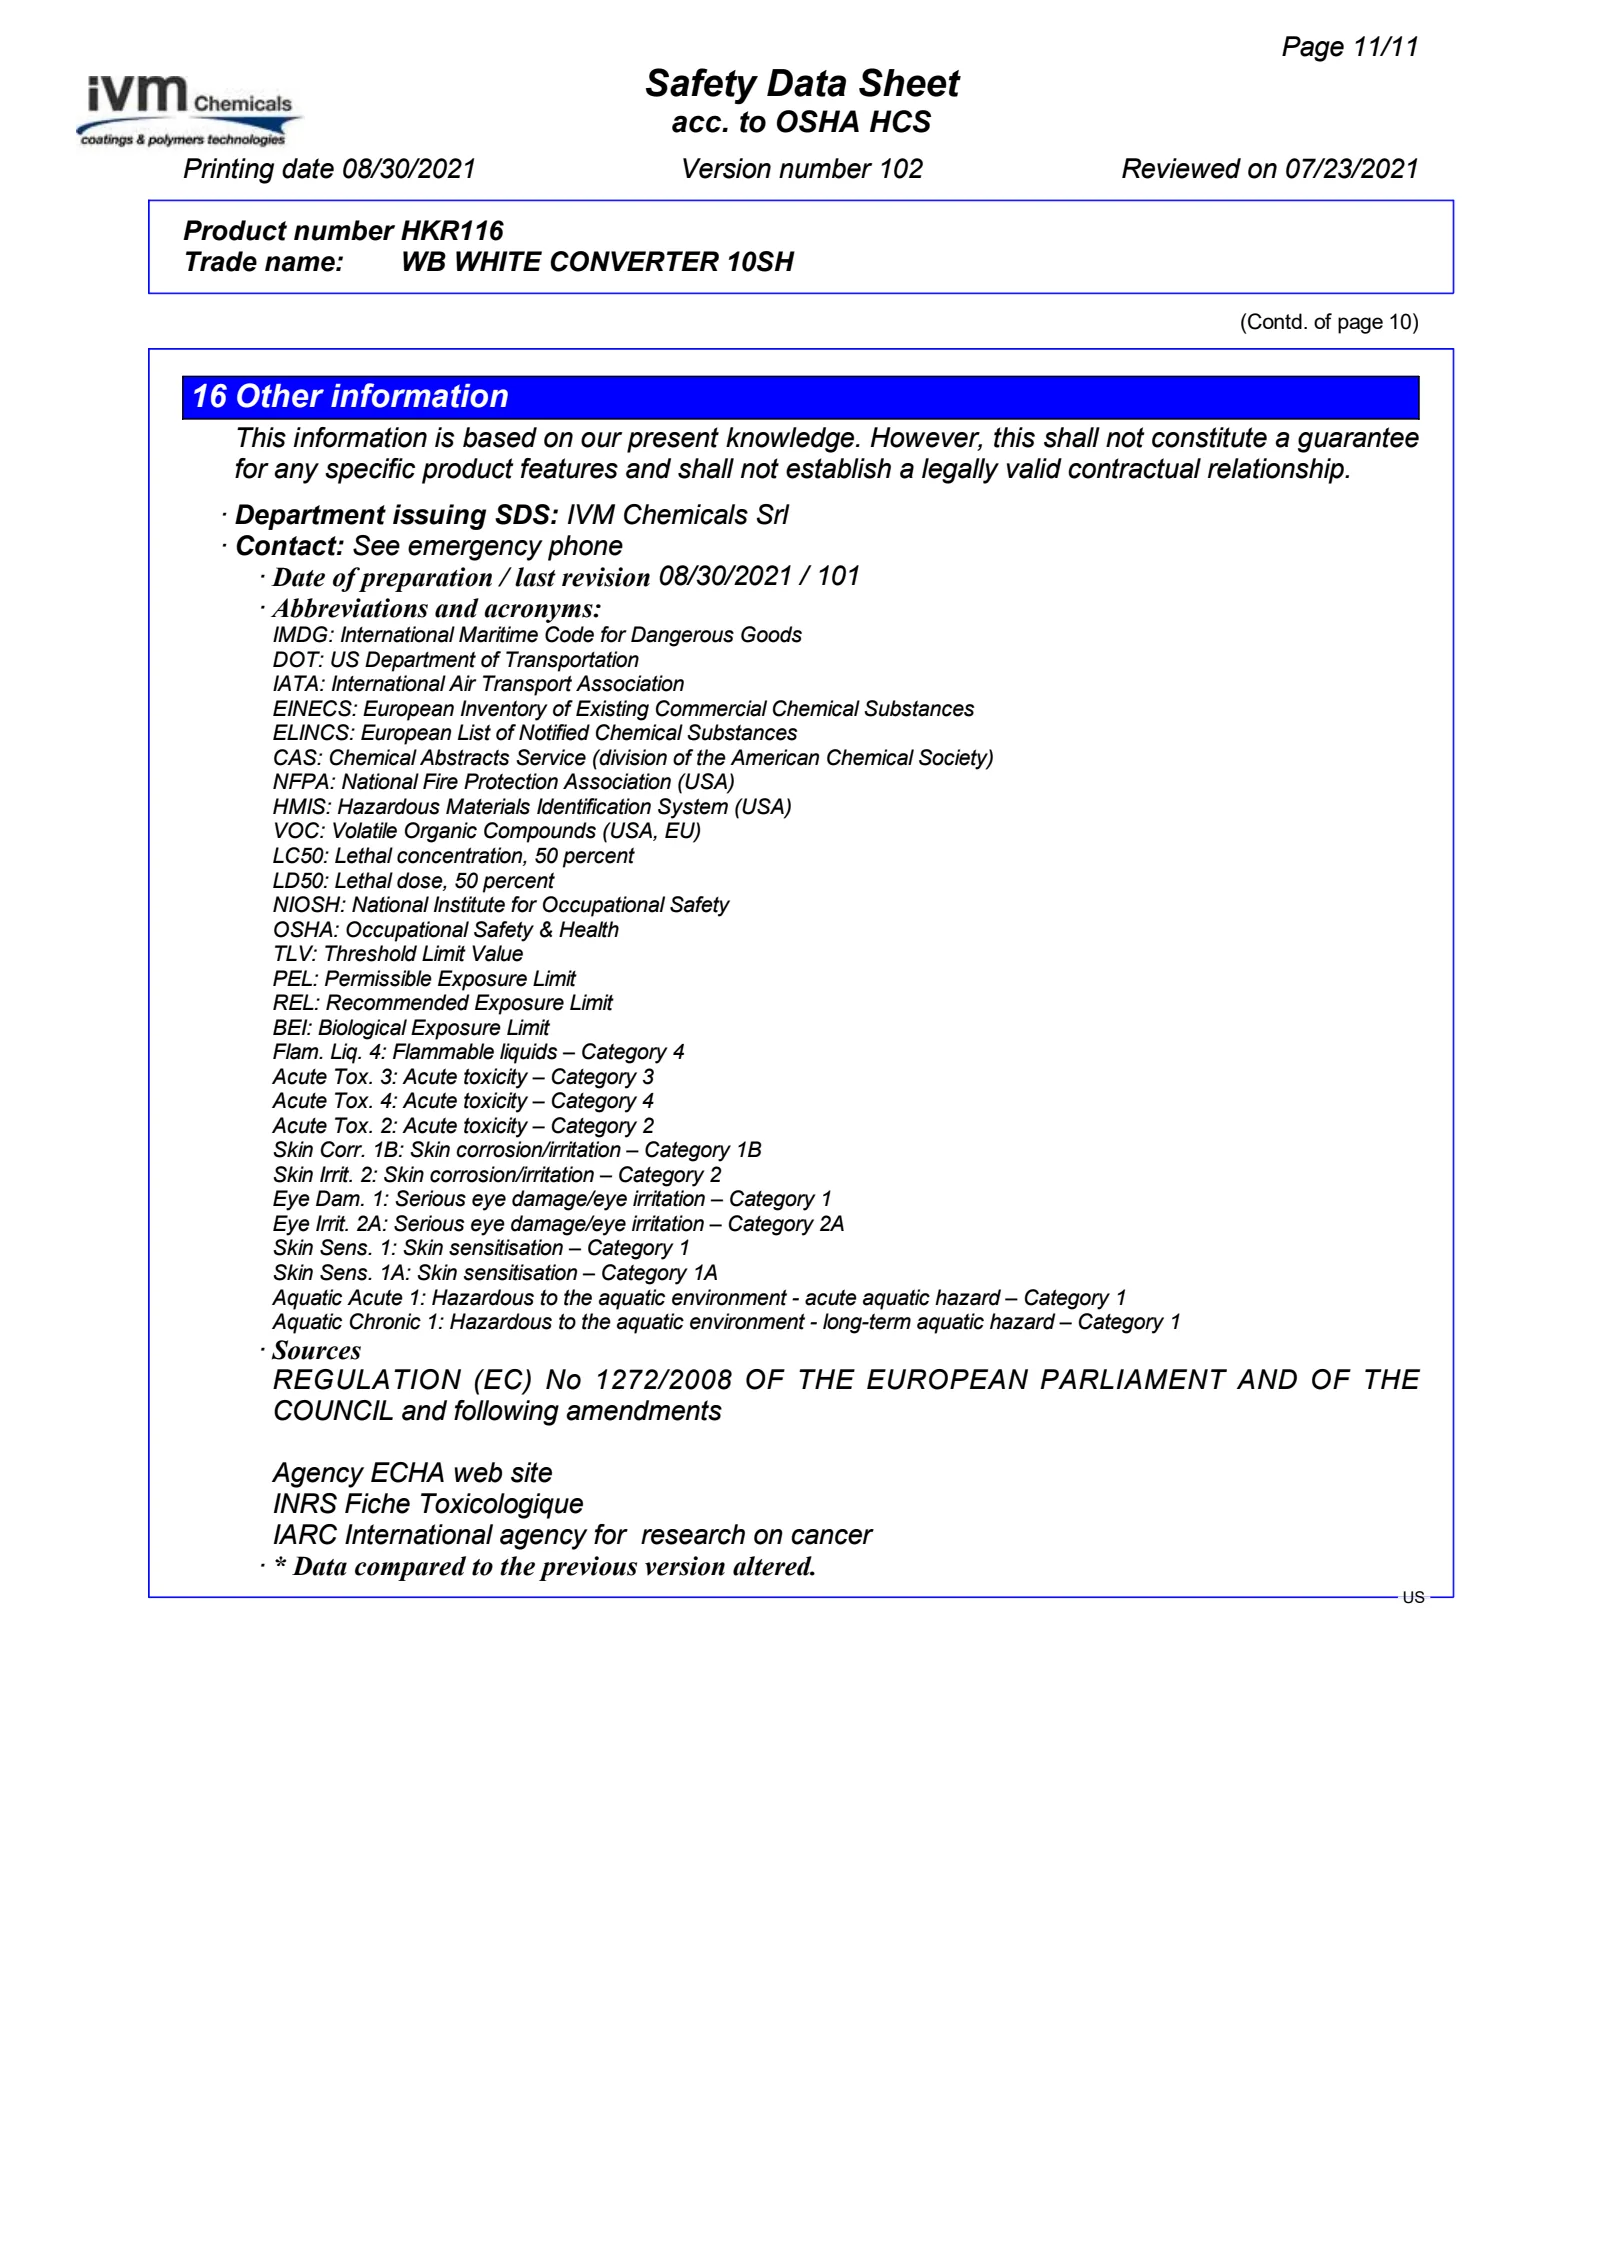 Page 11/11
ivm Chemicals
coatings & polymers technologies
Safety Data Sheet
acc. to OSHA HCS
Printing date 08/30/2021 Version number 102 Reviewed on 07/23/2021
Product number HKR116
Trade name: WB WHITE CONVERTER 10SH
(Contd. of page 10)
16 Other information
This information is based on our present knowledge. However, this shall not constitute a guarantee
for any specific product features and shall not establish a legally valid contractual relationship.
· Department issuing SDS: IVM Chemicals Srl
· Contact: See emergency phone
· Date of preparation / last revision 08/30/2021 / 101
· Abbreviations and acronyms:
IMDG: International Maritime Code for Dangerous Goods
DOT: US Department of Transportation
IATA: International Air Transport Association
EINECS: European Inventory of Existing Commercial Chemical Substances
ELINCS: European List of Notified Chemical Substances
CAS: Chemical Abstracts Service (division of the American Chemical Society)
NFPA: National Fire Protection Association (USA)
HMIS: Hazardous Materials Identification System (USA)
VOC: Volatile Organic Compounds (USA, EU)
LC50: Lethal concentration, 50 percent
LD50: Lethal dose, 50 percent
NIOSH: National Institute for Occupational Safety
OSHA: Occupational Safety & Health
TLV: Threshold Limit Value
PEL: Permissible Exposure Limit
REL: Recommended Exposure Limit
BEI: Biological Exposure Limit
Flam. Liq. 4: Flammable liquids – Category 4
Acute Tox. 3: Acute toxicity – Category 3
Acute Tox. 4: Acute toxicity – Category 4
Acute Tox. 2: Acute toxicity – Category 2
Skin Corr. 1B: Skin corrosion/irritation – Category 1B
Skin Irrit. 2: Skin corrosion/irritation – Category 2
Eye Dam. 1: Serious eye damage/eye irritation – Category 1
Eye Irrit. 2A: Serious eye damage/eye irritation – Category 2A
Skin Sens. 1: Skin sensitisation – Category 1
Skin Sens. 1A: Skin sensitisation – Category 1A
Aquatic Acute 1: Hazardous to the aquatic environment - acute aquatic hazard – Category 1
Aquatic Chronic 1: Hazardous to the aquatic environment - long-term aquatic hazard – Category 1
· Sources
REGULATION (EC) No 1272/2008 OF THE EUROPEAN PARLIAMENT AND OF THE
COUNCIL and following amendments
Agency ECHA web site
INRS Fiche Toxicologique
IARC International agency for research on cancer
· * Data compared to the previous version altered.
US